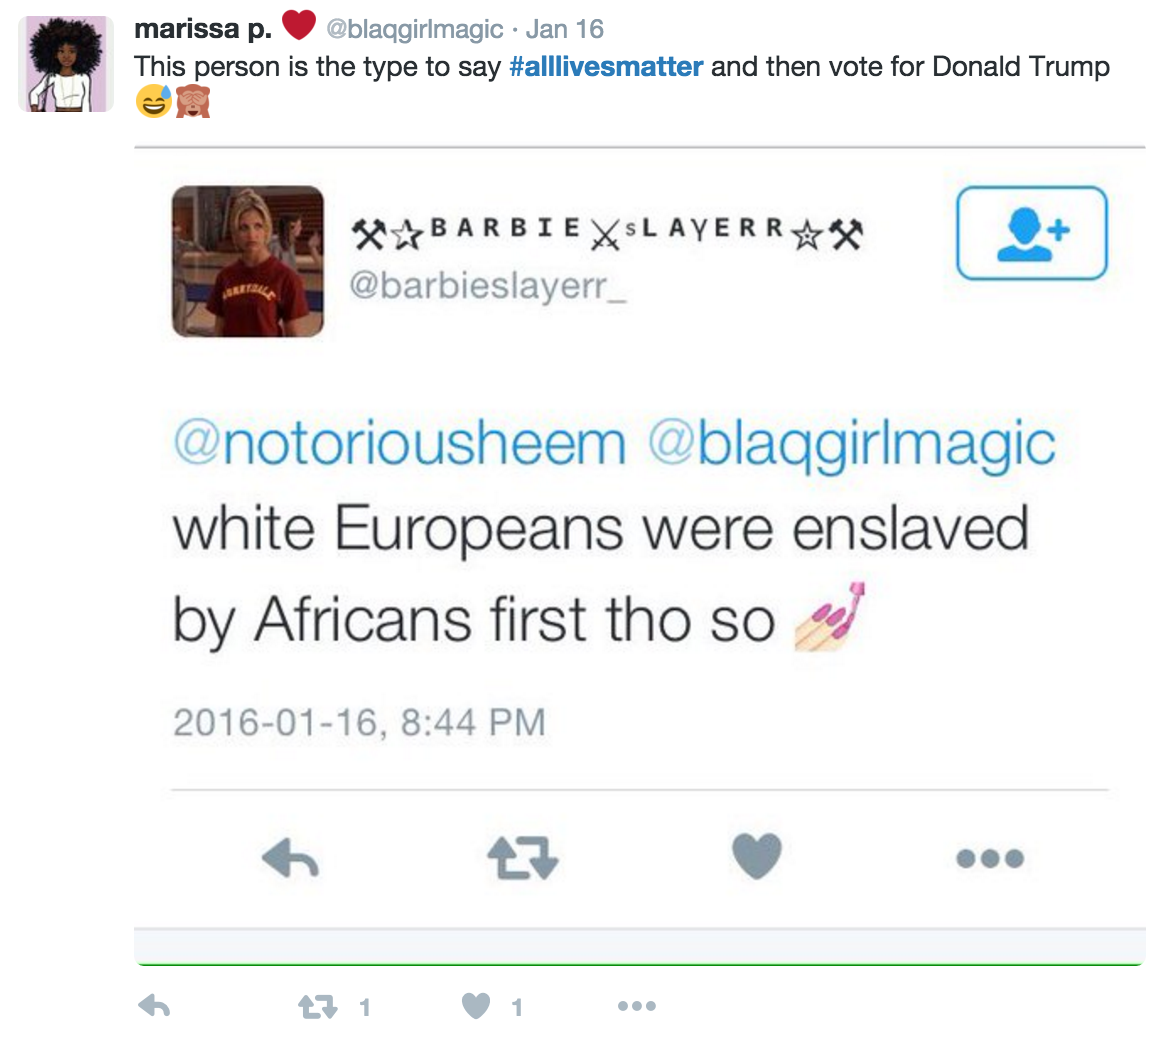 marissa p. ❤️ @blaqgirlmagic · Jan 16
This person is the type to say #alllivesmatter and then vote for Donald Trump
😅🙈
⚒☆ B A R B I E ⚔ s L A Y E R R ☆⚒
@barbieslayerr_
SUNNYDALE
@notoriousheem @blaqgirlmagic
white Europeans were enslaved
by Africans first tho so 💅🏻
2016-01-16, 8:44 PM
1 1